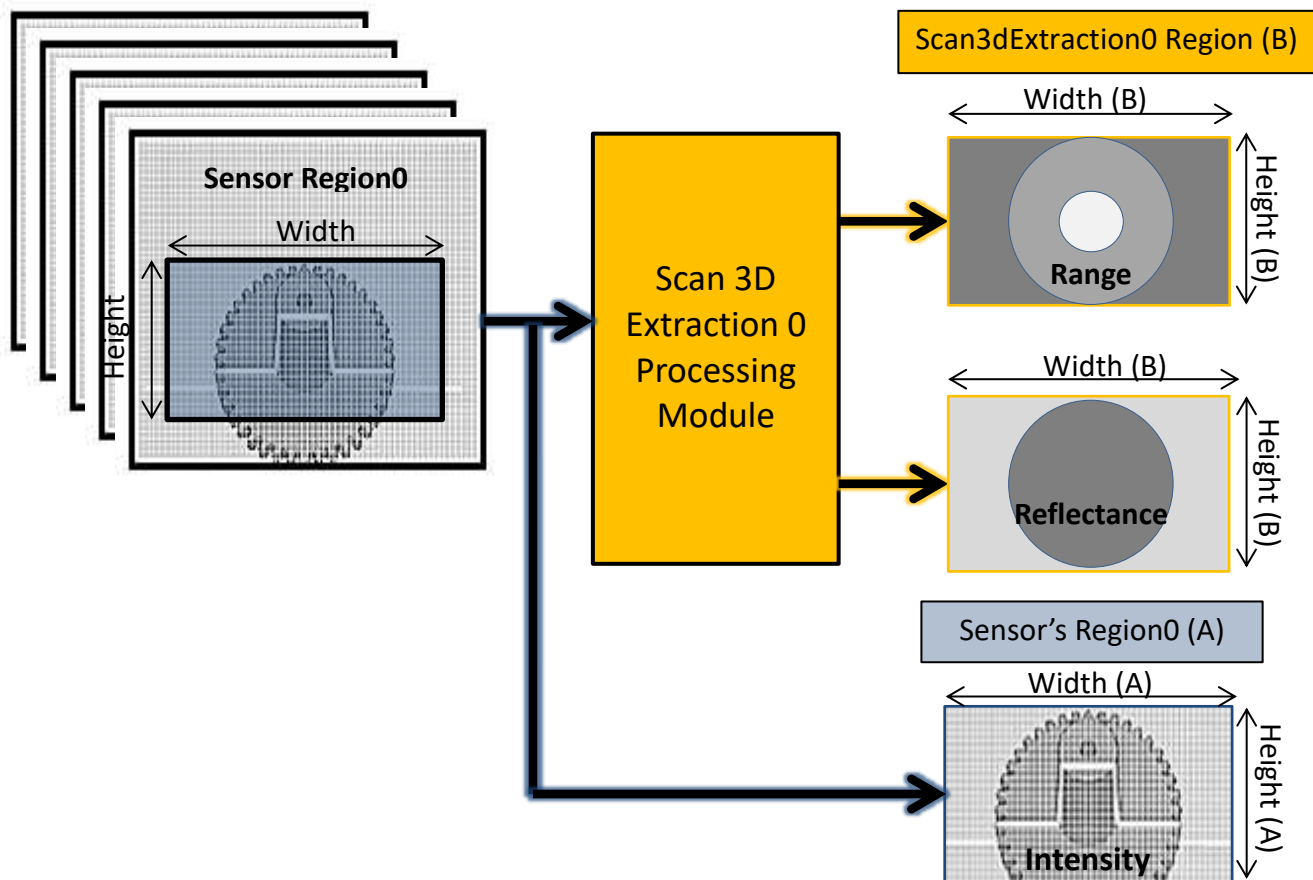 Scan3dExtraction0 Region (B)
Width (B)
Height (B)
Range
Sensor Region0
Width
Height
Scan 3D
Extraction 0
Processing
Module
Width (B)
Height (B)
Reflectance
Sensor’s Region0 (A)
Width (A)
Height (A)
Intensity